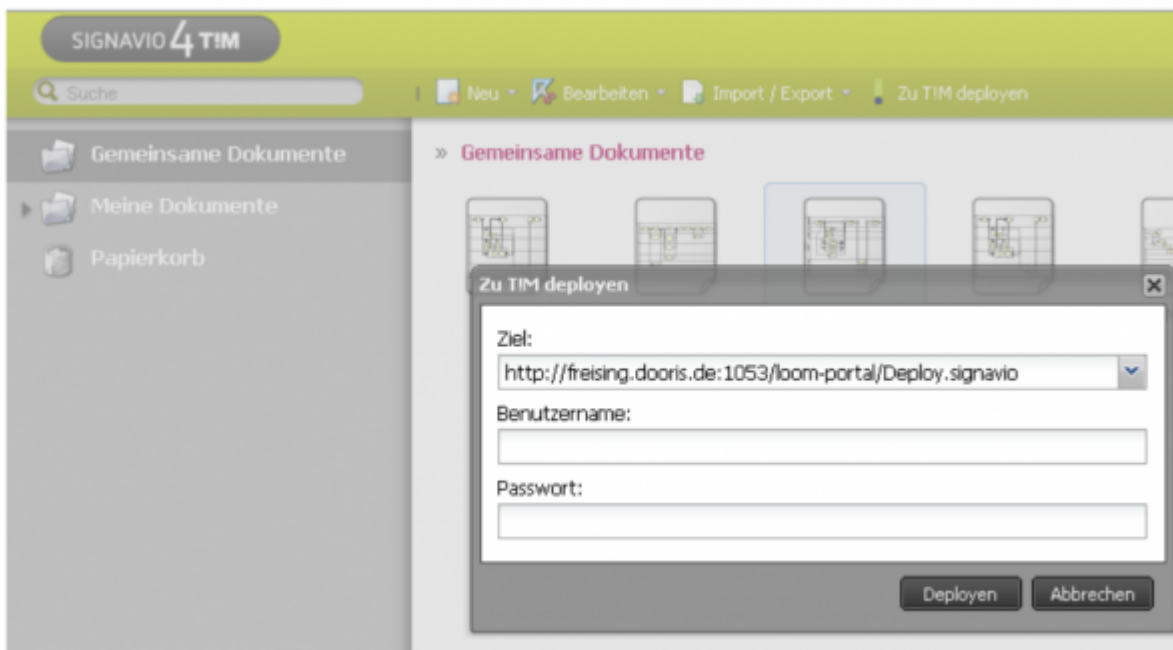 SIGNAVIO 4 T!M
Suche
Neu Bearbeiten Import / Export Zu T!M deployen
Gemeinsame Dokumente
Meine Dokumente
Papierkorb
» Gemeinsame Dokumente
Zu T!M deployen
Ziel:
http://freising.dooris.de:1053/loom-portal/Deploy.signavio
Benutzername:
Passwort:
Deployen Abbrechen